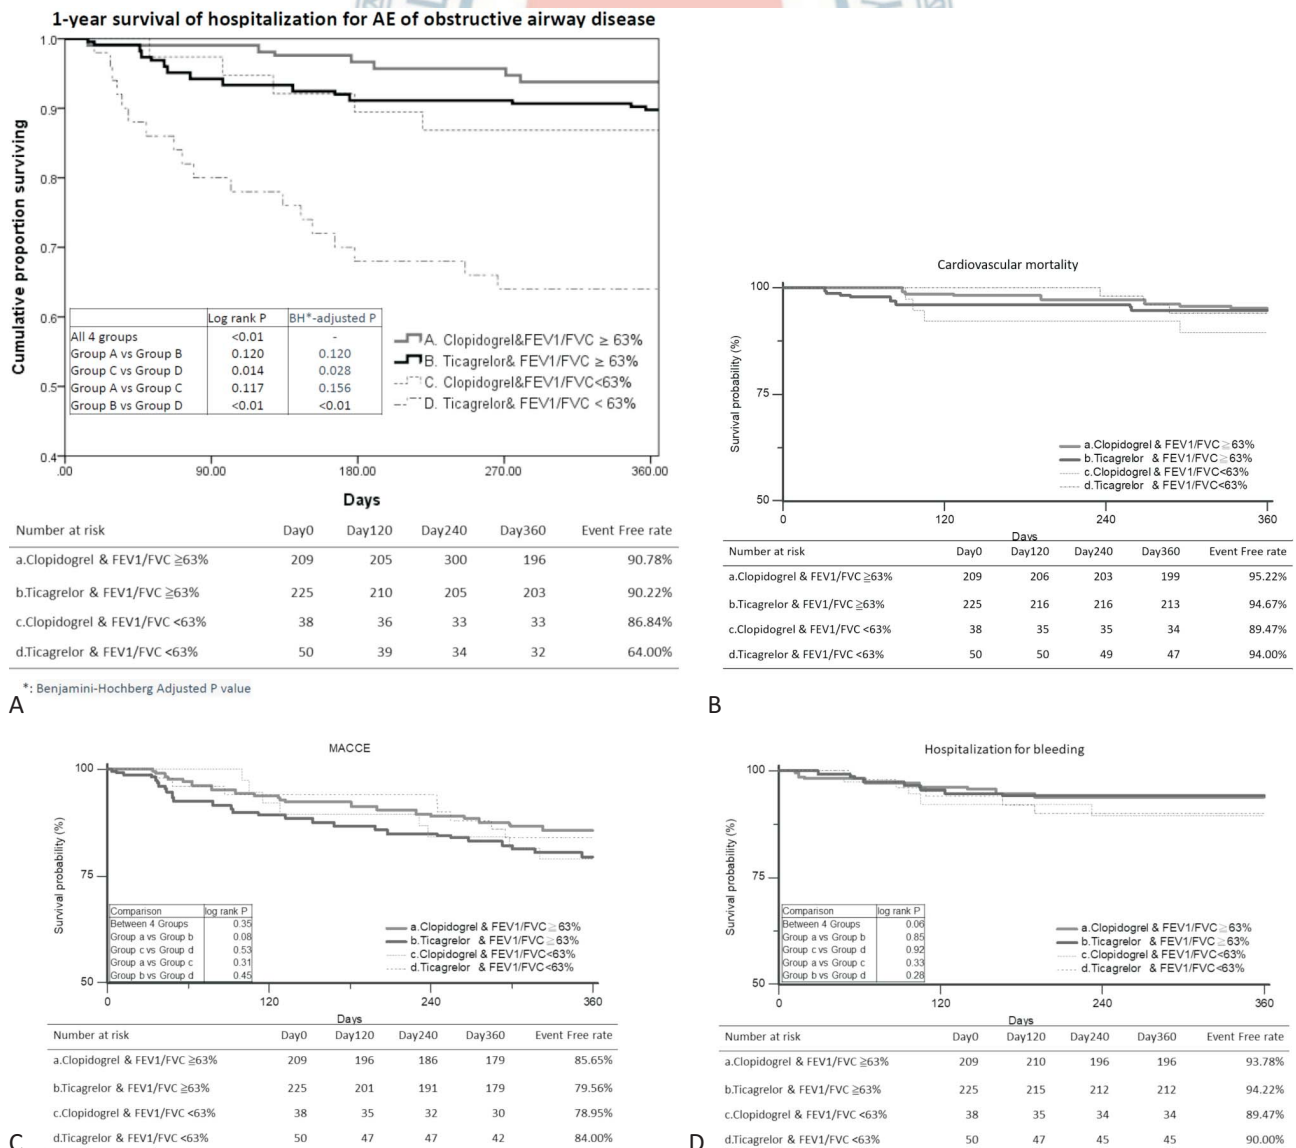 1-year survival of hospitalization for AE of obstructive airway disease
Cumulative proportion surviving
1.0
0.9
0.8
0.7
0.6
0.5
0.4
Log rank P BH*-adjusted P
All 4 groups <0.01 -
Group A vs Group B 0.120 0.120
Group C vs Group D 0.014 0.028
Group A vs Group C 0.117 0.156
Group B vs Group D <0.01 <0.01
A. Clopidogrel&FEV1/FVC ≥ 63%
B. Ticagrelor& FEV1/FVC ≥ 63%
C. Clopidogrel&FEV1/FVC<63%
D. Ticagrelor& FEV1/FVC < 63%
.00 90.00 180.00 270.00 360.00
Days
Number at risk Day0 Day120 Day240 Day360 Event Free rate
a.Clopidogrel & FEV1/FVC ≧63% 209 205 300 196 90.78%
b.Ticagrelor & FEV1/FVC ≧63% 225 210 205 203 90.22%
c.Clopidogrel & FEV1/FVC <63% 38 36 33 33 86.84%
d.Ticagrelor & FEV1/FVC <63% 50 39 34 32 64.00%
*: Benjamini-Hochberg Adjusted P value
A
Cardiovascular mortality
Survival probability (%)
100
75
50
a.Clopidogrel & FEV1/FVC ≧ 63%
b.Ticagrelor & FEV1/FVC ≧ 63%
c.Clopidogrel & FEV1/FVC<63%
d.Ticagrelor & FEV1/FVC<63%
0 120 240 360
Days
Number at risk Day0 Day120 Day240 Day360 Event Free rate
a.Clopidogrel & FEV1/FVC ≧63% 209 206 203 199 95.22%
b.Ticagrelor & FEV1/FVC ≧63% 225 216 216 213 94.67%
c.Clopidogrel & FEV1/FVC <63% 38 35 35 34 89.47%
d.Ticagrelor & FEV1/FVC <63% 50 50 49 47 94.00%
B
MACCE
Survival probability (%)
100
75
50
Comparison log rank P
Between 4 Groups 0.35
Group a vs Group b 0.08
Group c vs Group d 0.53
Group a vs Group c 0.31
Group b vs Group d 0.45
a.Clopidogrel & FEV1/FVC ≧ 63%
b.Ticagrelor & FEV1/FVC ≧ 63%
c.Clopidogrel & FEV1/FVC<63%
d.Ticagrelor & FEV1/FVC<63%
0 120 240 360
Days
Number at risk Day0 Day120 Day240 Day360 Event Free rate
a.Clopidogrel & FEV1/FVC ≧63% 209 196 186 179 85.65%
b.Ticagrelor & FEV1/FVC ≧63% 225 201 191 179 79.56%
c.Clopidogrel & FEV1/FVC <63% 38 35 32 30 78.95%
d.Ticagrelor & FEV1/FVC <63% 50 47 47 42 84.00%
C
Hospitalization for bleeding
Survival probability (%)
100
75
50
Comparison log rank P
Between 4 Groups 0.06
Group a vs Group b 0.85
Group c vs Group d 0.92
Group a vs Group c 0.33
Group b vs Group d 0.28
a.Clopidogrel & FEV1/FVC ≧ 63%
b.Ticagrelor & FEV1/FVC ≧ 63%
c.Clopidogrel & FEV1/FVC<63%
d.Ticagrelor & FEV1/FVC<63%
0 120 240 360
Days
Number at risk Day0 Day120 Day240 Day360 Event Free rate
a.Clopidogrel & FEV1/FVC ≧63% 209 210 196 196 93.78%
b.Ticagrelor & FEV1/FVC ≧63% 225 215 212 212 94.22%
c.Clopidogrel & FEV1/FVC <63% 38 35 34 34 89.47%
d.Ticagrelor & FEV1/FVC <63% 50 47 45 45 90.00%
D